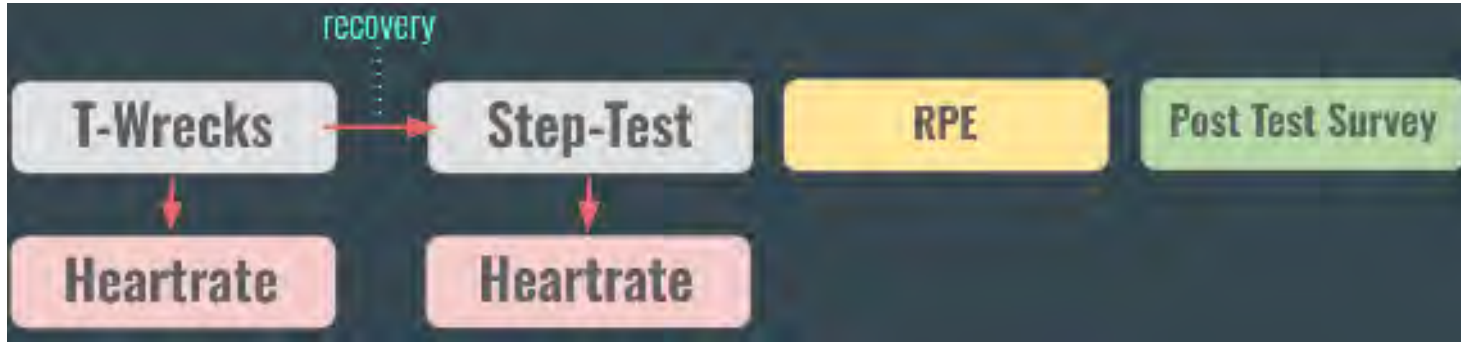 recovery
T-Wrecks
Step-Test
RPE
Post Test Survey
Heartrate
Heartrate